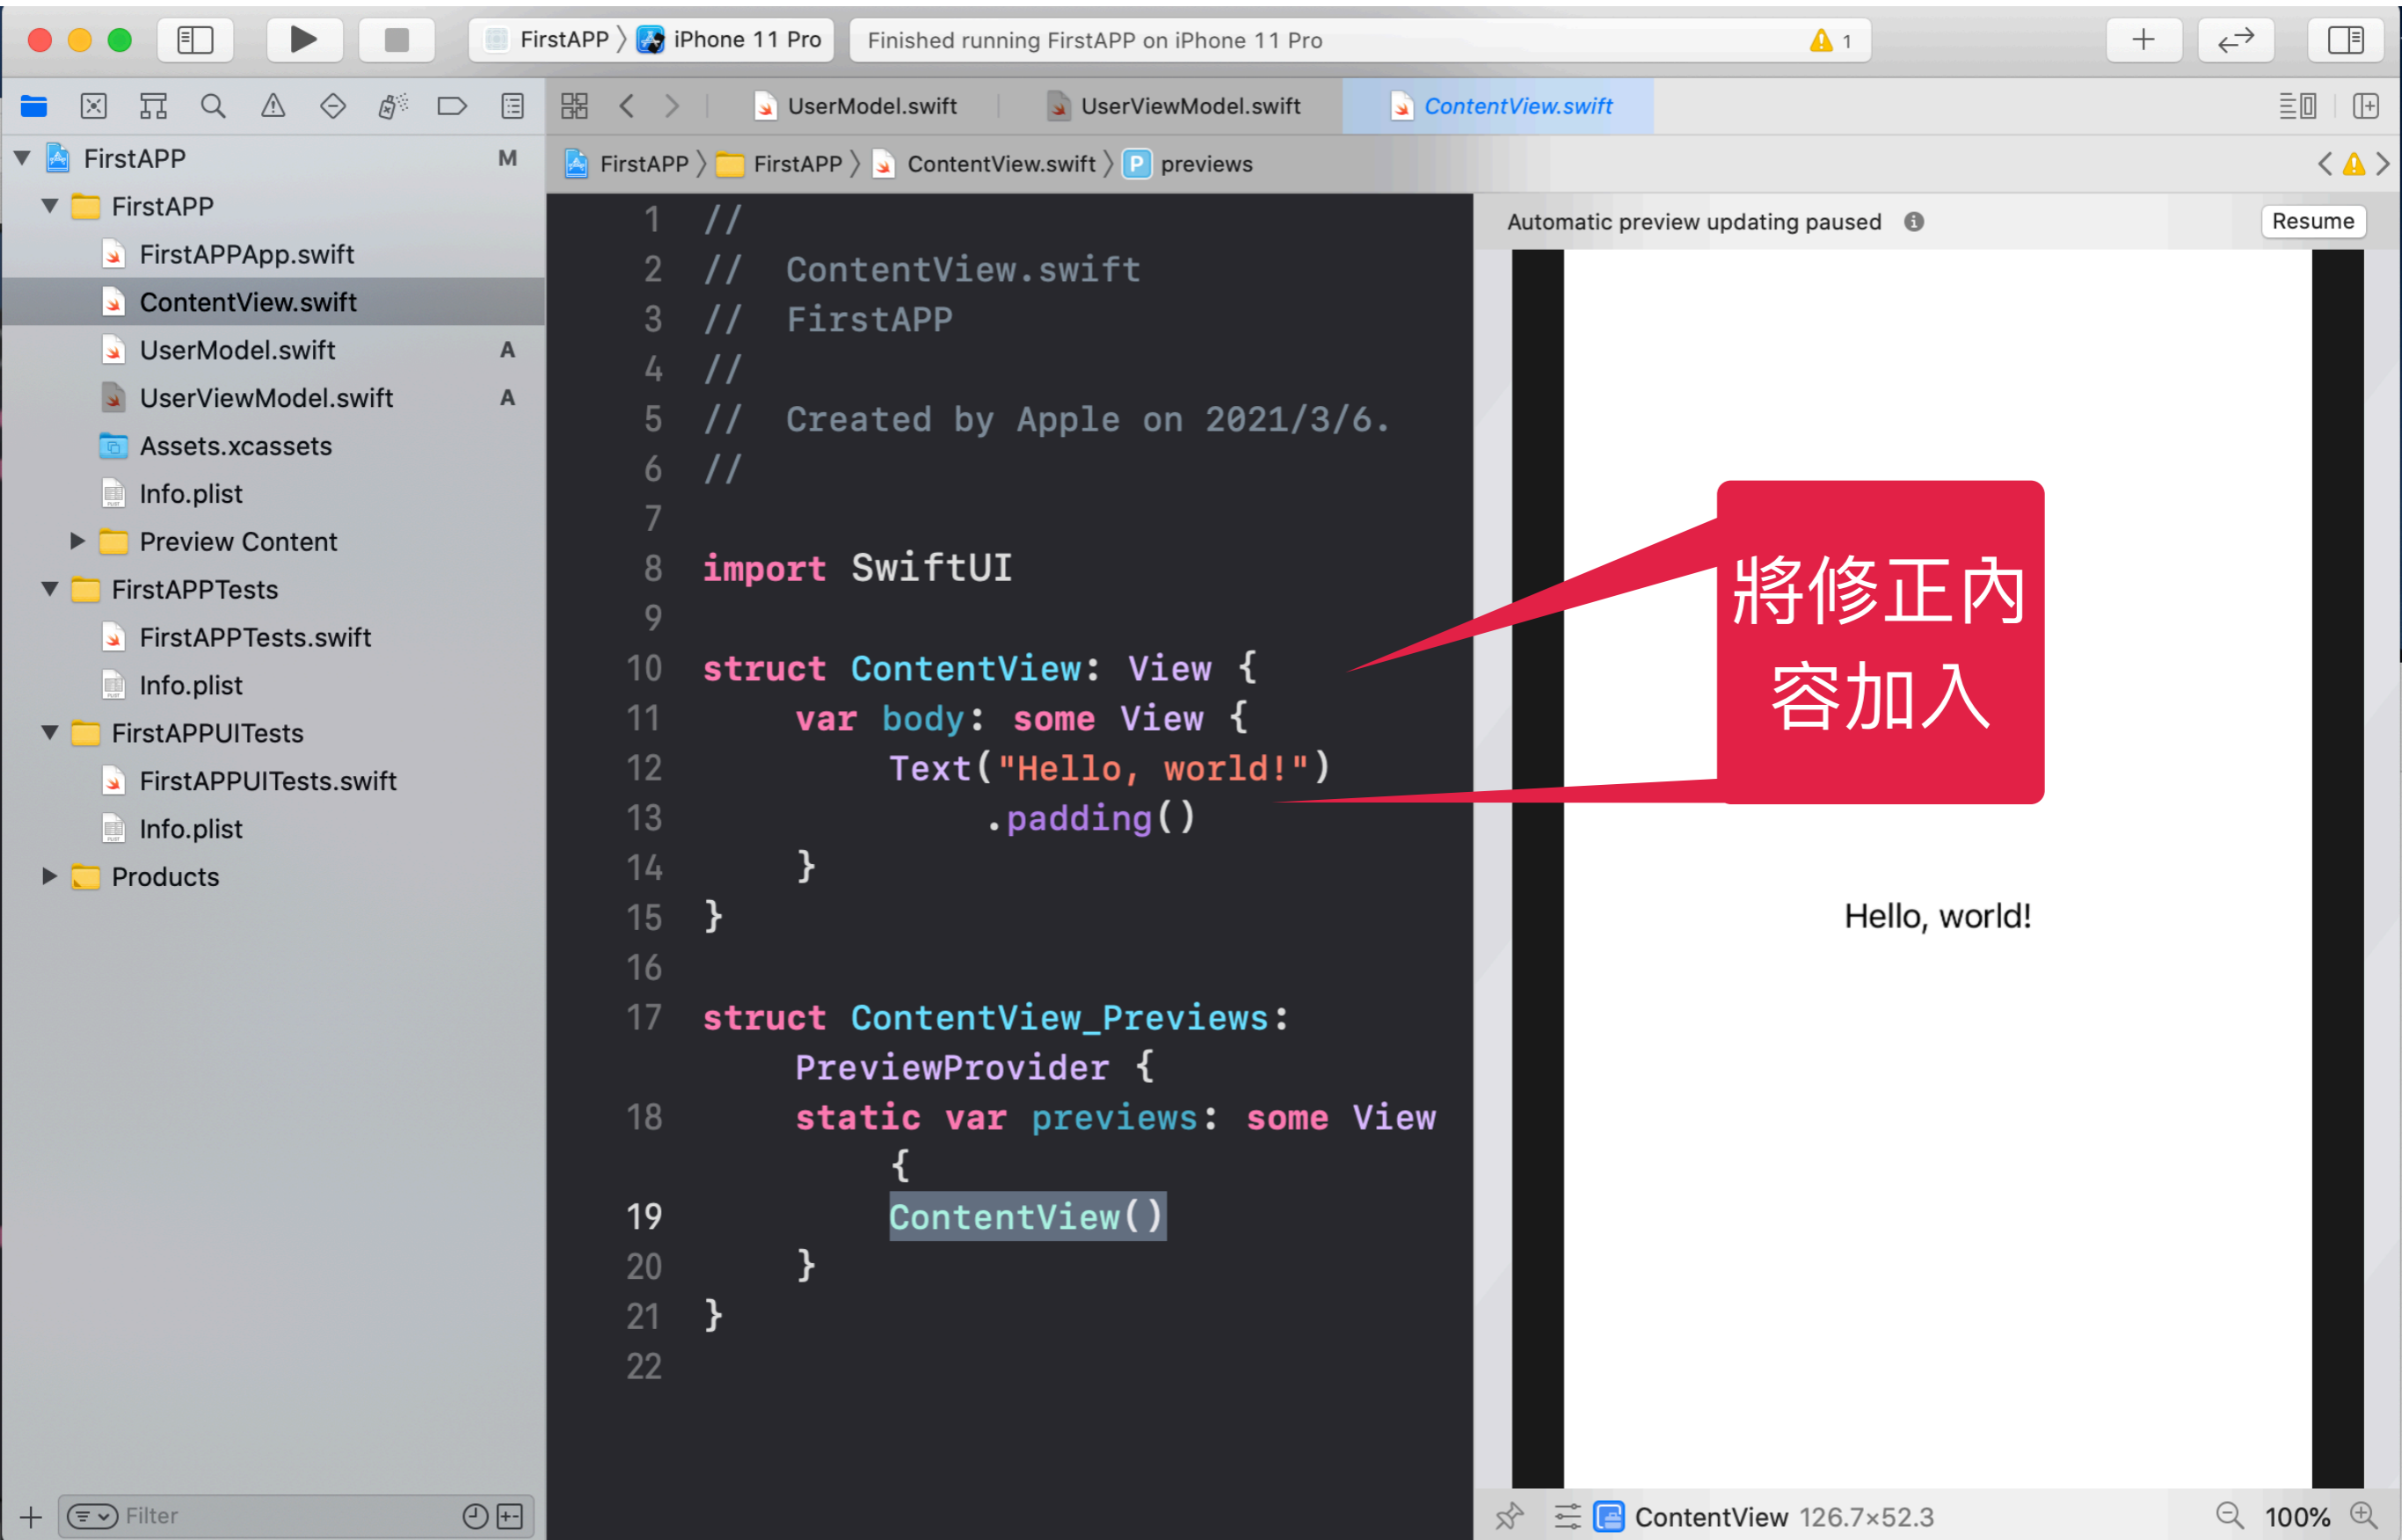 FirstAPP 〉 iPhone 11 Pro
Finished running FirstAPP on iPhone 11 Pro
1
UserModel.swift
UserViewModel.swift
ContentView.swift
FirstAPP 〉 FirstAPP 〉 ContentView.swift 〉 P previews
FirstAPP M
FirstAPP
FirstAPPApp.swift
ContentView.swift
UserModel.swift A
UserViewModel.swift A
Assets.xcassets
Info.plist
Preview Content
FirstAPPTests
FirstAPPTests.swift
Info.plist
FirstAPPUITests
FirstAPPUITests.swift
Info.plist
Products
Filter
1 //
2 //  ContentView.swift
3 //  FirstAPP
4 //
5 //  Created by Apple on 2021/3/6.
6 //
7
8 import SwiftUI
9
10 struct ContentView: View {
11     var body: some View {
12         Text("Hello, world!")
13             .padding()
14     }
15 }
16
17 struct ContentView_Previews:
PreviewProvider {
18     static var previews: some View
{
19         ContentView()
20     }
21 }
22
Automatic preview updating paused
Resume
將修正內
容加入
Hello, world!
ContentView 126.7×52.3
100%